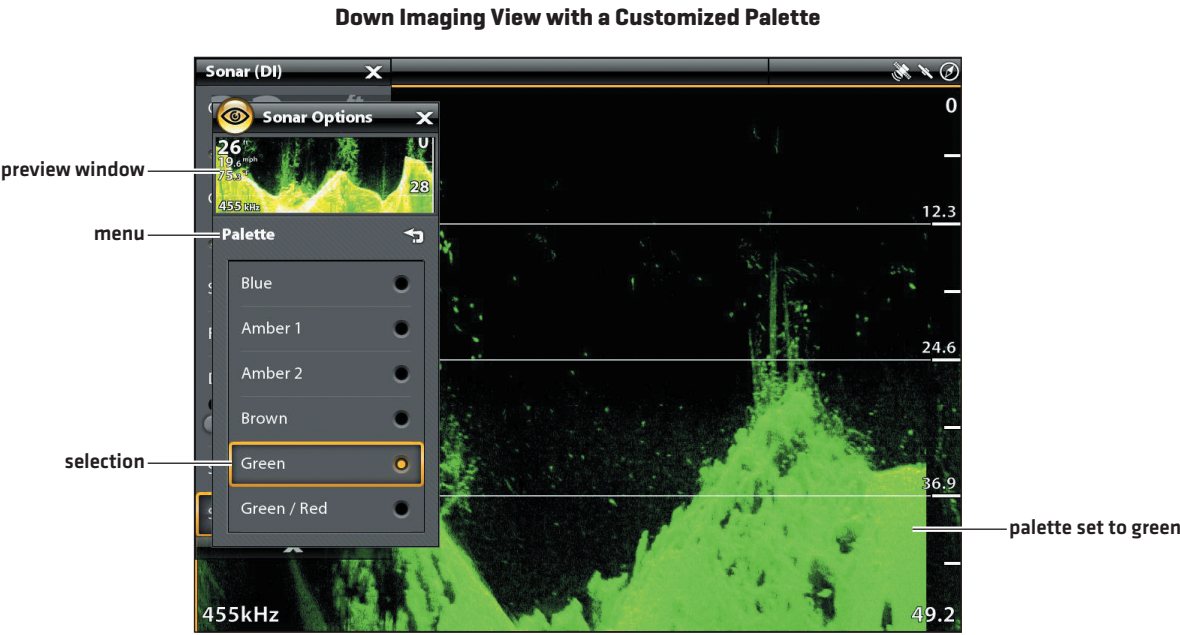 Down Imaging View with a Customized Palette
Sonar (DI)
Sonar Options
26 ft
19.6 mph
75.3
455 kHz
0
28
preview window
menu
Palette
Blue
Amber 1
Amber 2
Brown
selection
Green
Green / Red
0
12.3
24.6
36.9
49.2
455kHz
palette set to green